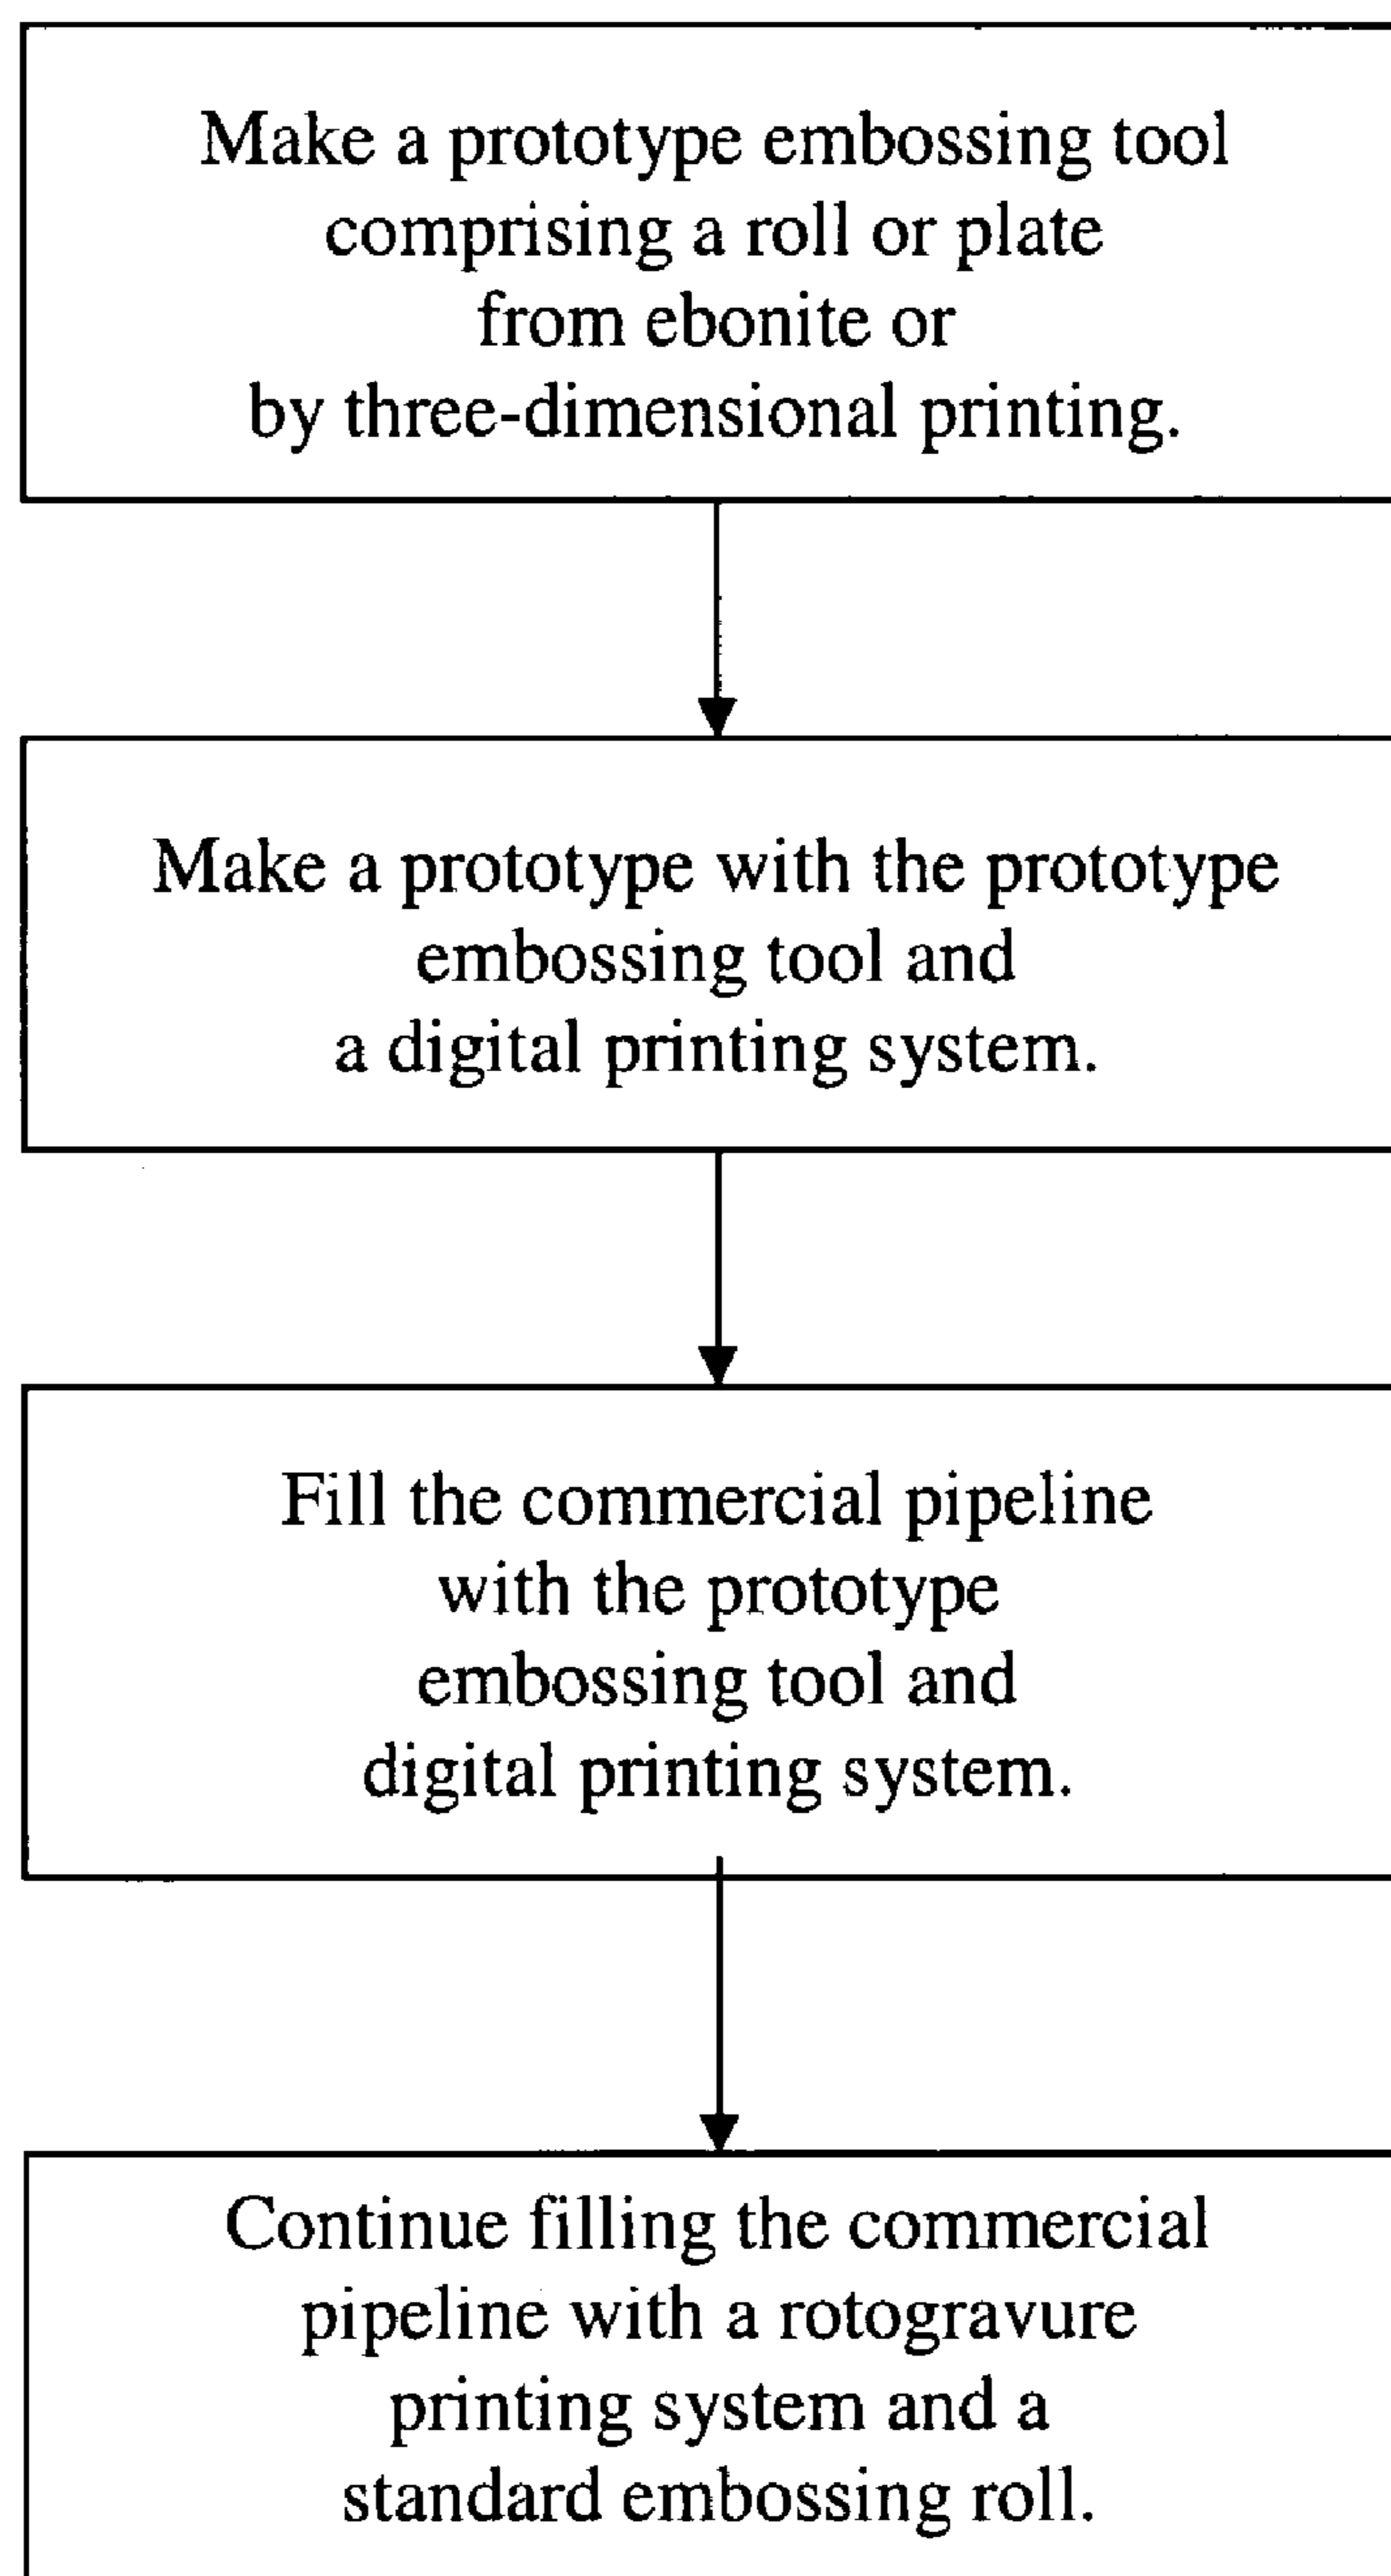 Make a prototype embossing tool
comprising a roll or plate
from ebonite or
by three-dimensional printing.
Make a prototype with the prototype
embossing tool and
a digital printing system.
Fill the commercial pipeline
with the prototype
embossing tool and
digital printing system.
Continue filling the commercial
pipeline with a rotogravure
printing system and a
standard embossing roll.